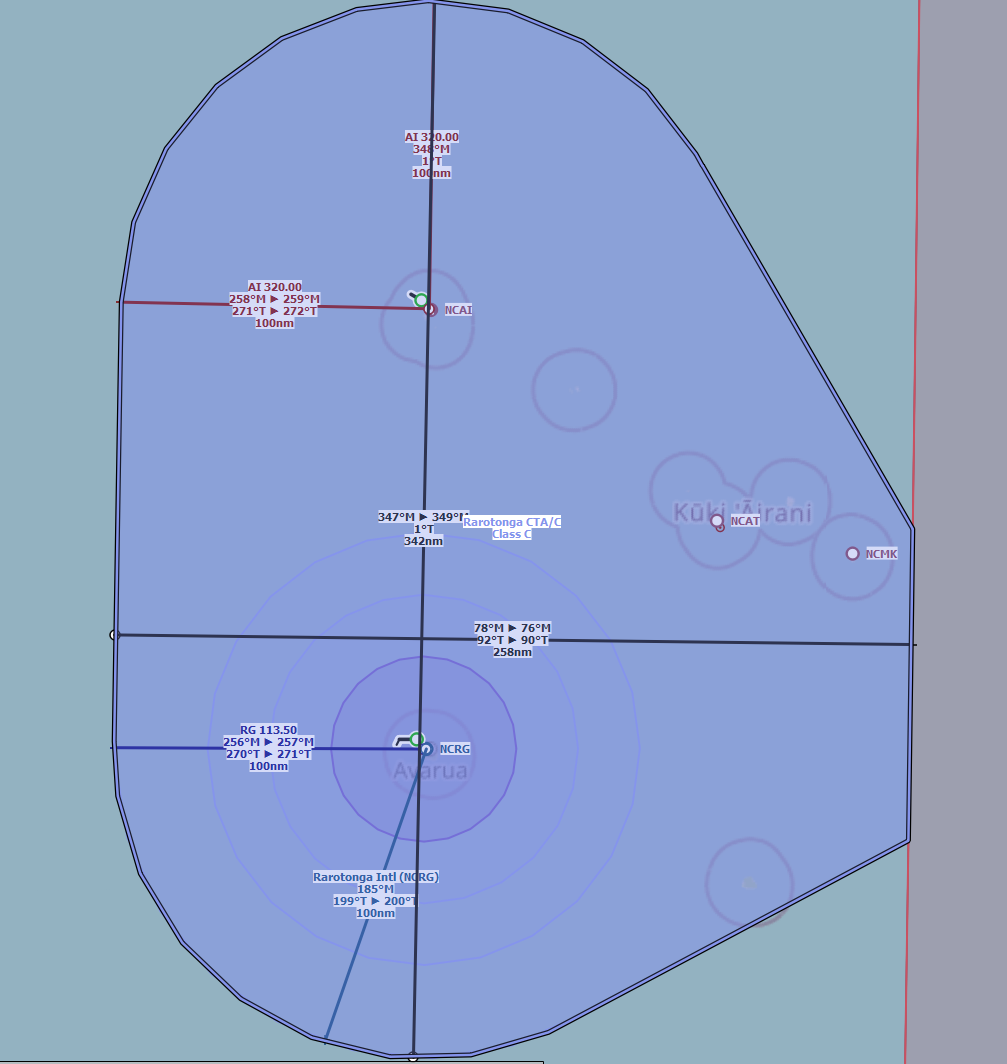 AI 320.00
348°M
1°T
100nm
AI 320.00
258°M ► 259°M
271°T ► 272°T
100nm
NCAI
347°M ► 349°M
1°T
342nm
Rarotonga CTA/C
Class C
Kūki 'Āirani
NCAT
NCMK
78°M ► 76°M
92°T ► 90°T
258nm
RG 113.50
256°M ► 257°M
270°T ► 271°T
100nm
NCRG
Avarua
Rarotonga Intl (NCRG)
185°M
199°T ► 200°T
100nm